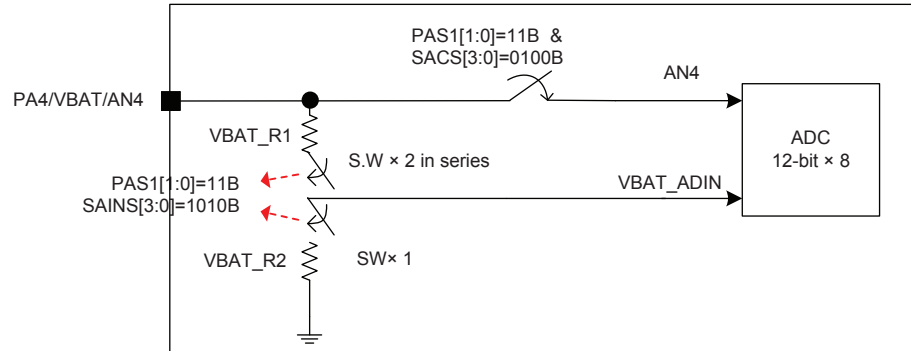 PAS1[1:0]=11B &
SACS[3:0]=0100B
AN4
PA4/VBAT/AN4
ADC
12-bit × 8
VBAT_R1
S.W × 2 in series
PAS1[1:0]=11B
SAINS[3:0]=1010B
VBAT_ADIN
VBAT_R2
SW× 1